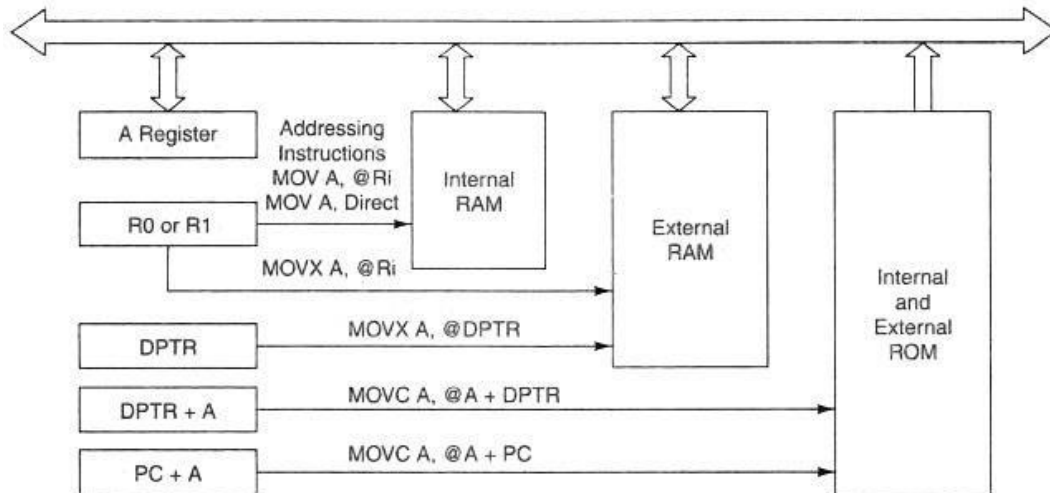 A Register
Addressing
Instructions
MOV A, @Ri
MOV A, Direct
R0 or R1
Internal
RAM
MOVX A, @Ri
External
RAM
DPTR
MOVX A, @DPTR
Internal
and
External
ROM
DPTR + A
MOVC A, @A + DPTR
PC + A
MOVC A, @A + PC